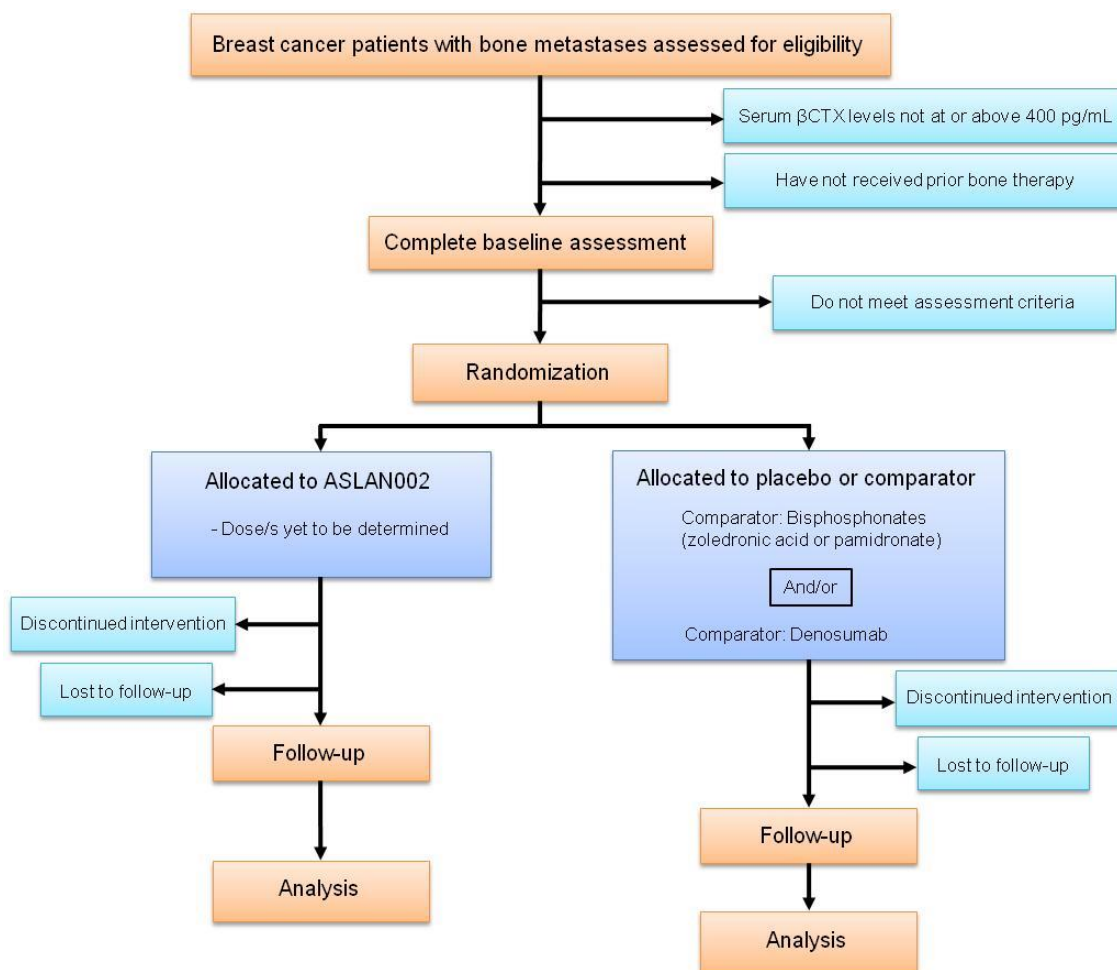 Breast cancer patients with bone metastases assessed for eligibility
Serum βCTX levels not at or above 400 pg/mL
Have not received prior bone therapy
Complete baseline assessment
Do not meet assessment criteria
Randomization
Allocated to ASLAN002
- Dose/s yet to be determined
Allocated to placebo or comparator
Comparator: Bisphosphonates
(zoledronic acid or pamidronate)
And/or
Comparator: Denosumab
Discontinued intervention
Lost to follow-up
Follow-up
Analysis
Discontinued intervention
Lost to follow-up
Follow-up
Analysis